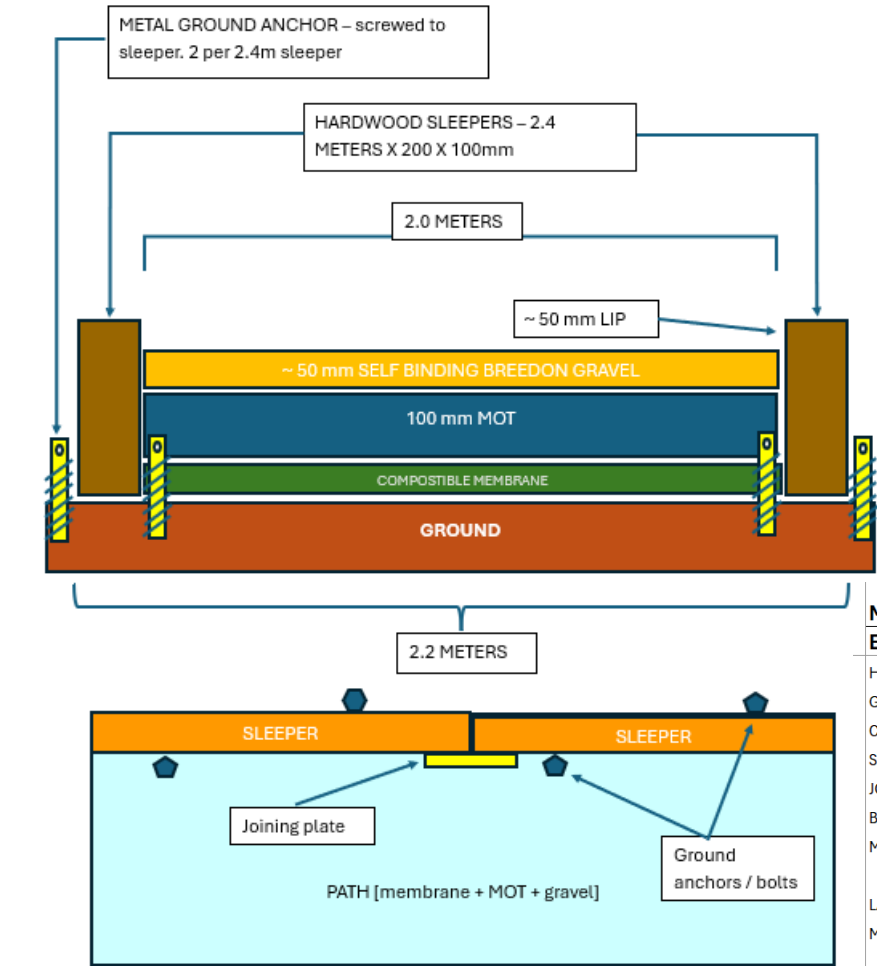 METAL GROUND ANCHOR – screwed to
sleeper. 2 per 2.4m sleeper
HARDWOOD SLEEPERS – 2.4
METERS X 200 X 100mm
2.0 METERS
~ 50 mm LIP
~ 50 mm SELF BINDING BREEDON GRAVEL
100 mm MOT
COMPOSTIBLE MEMBRANE
GROUND
2.2 METERS
SLEEPER
SLEEPER
Joining plate
Ground
anchors / bolts
PATH [membrane + MOT + gravel]